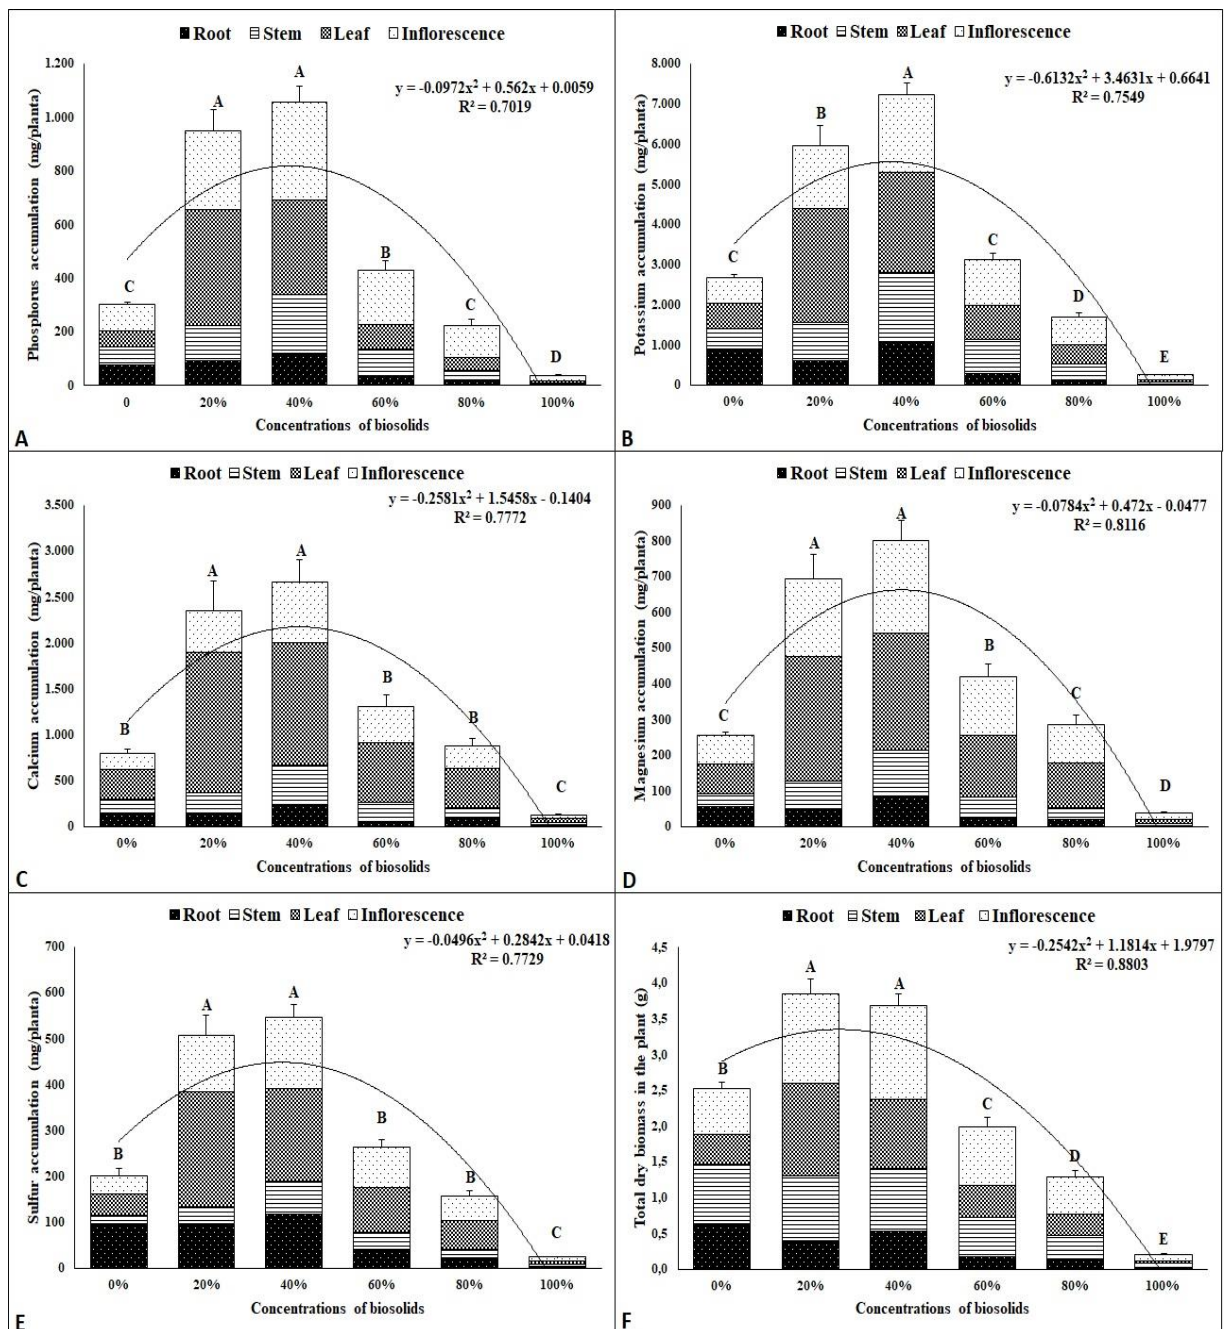 Root Stem Leaf Inflorescence
y = -0.0972x² + 0.562x + 0.0059
R² = 0.7019
Phosphorus accumulation (mg/planta)
1.200
1.000
800
600
400
200
0
C
A
A
B
C
D
0 20% 40% 60% 80% 100%
Concentrations of biosolids
A
Root Stem Leaf Inflorescence
y = -0.6132x² + 3.4631x + 0.6641
R² = 0.7549
Potassium accumulation (mg/planta)
8.000
7.000
6.000
5.000
4.000
3.000
2.000
1.000
0
C
B
A
C
D
E
0% 20% 40% 60% 80% 100%
Concentrations of biosolids
B
Root Stem Leaf Inflorescence
y = -0.2581x² + 1.5458x - 0.1404
R² = 0.7772
Calcium accumulation (mg/planta)
3.500
3.000
2.500
2.000
1.500
1.000
500
0
B
A
A
B
B
C
0% 20% 40% 60% 80% 100%
Concentrations of biosolids
C
Root Stem Leaf Inflorescence
y = -0.0784x² + 0.472x - 0.0477
R² = 0.8116
Magnesium accumulation (mg/planta)
900
800
700
600
500
400
300
200
100
0
C
A
A
B
C
D
0% 20% 40% 60% 80% 100%
Concentrations of biosolids
D
Root Stem Leaf Inflorescence
y = -0.0496x² + 0.2842x + 0.0418
R² = 0.7729
Sulfur accumulation (mg/planta)
700
600
500
400
300
200
100
0
B
A
A
B
B
C
0% 20% 40% 60% 80% 100%
Concentrations of biosolids
E
Root Stem Leaf Inflorescence
y = -0.2542x² + 1.1814x + 1.9797
R² = 0.8803
Total dry biomass in the plant (g)
4,5
4,0
3,5
3,0
2,5
2,0
1,5
1,0
0,5
0,0
B
A
A
C
D
E
0% 20% 40% 60% 80% 100%
Concentrations of biosolids
F